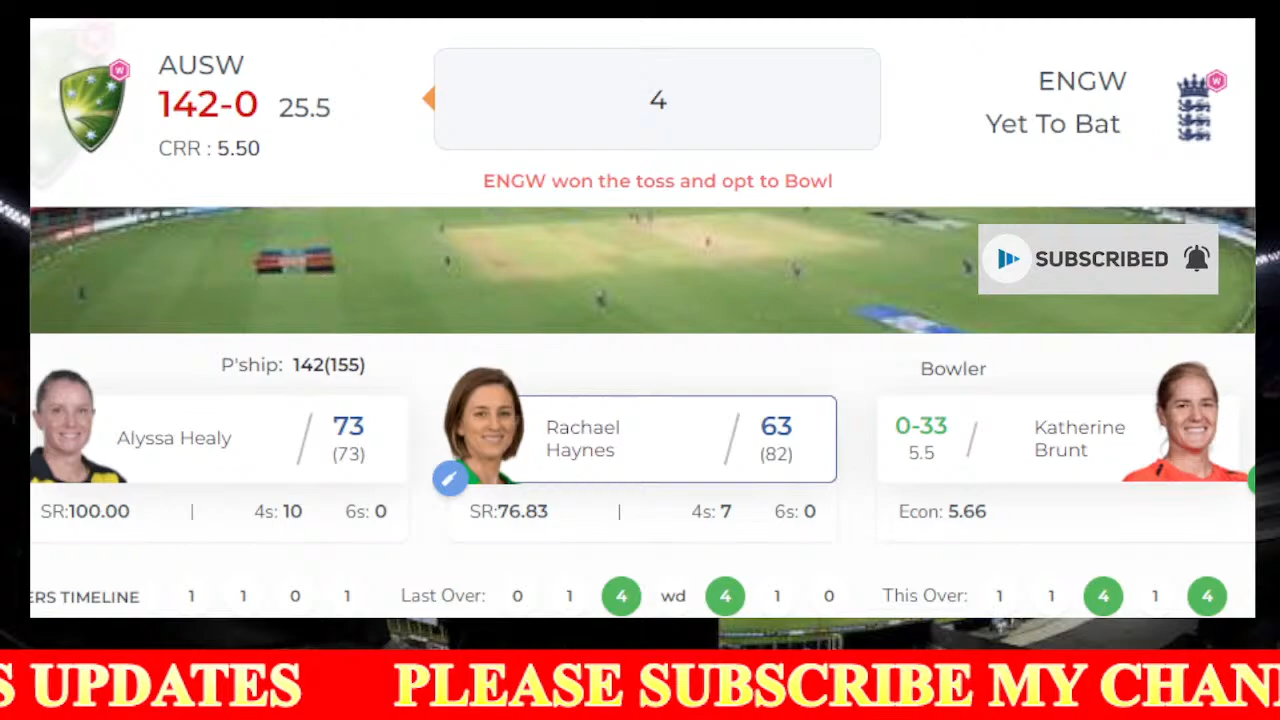 AUSW
142-0 25.5
CRR : 5.50
4
ENGW
Yet To Bat
ENGW won the toss and opt to Bowl
SUBSCRIBED
P'ship: 142(155)
Bowler
Alyssa Healy
73
(73)
Rachael
Haynes
63
(82)
0-33
5.5
Katherine
Brunt
SR:100.00 | 4s: 10 6s: 0
SR:76.83 | 4s: 7 6s: 0
Econ: 5.66
ERS TIMELINE 1 1 0 1 Last Over: 0 1 4 wd 4 1 0 This Over: 1 1 4 1 4
S UPDATES PLEASE SUBSCRIBE MY CHAN
W
W